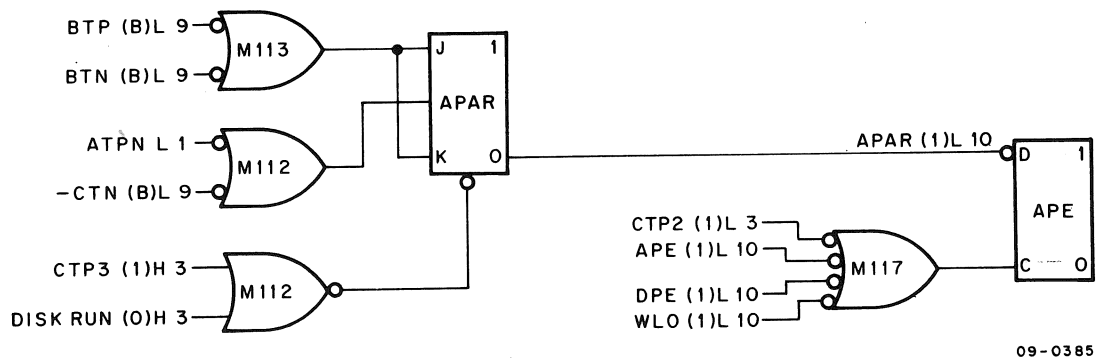 BTP (B)L 9
M113
BTN (B)L 9
J 1
APAR
K 0
ATPN L 1
M112
-CTN (B)L 9
CTP3 (1)H 3
M112
DISK RUN (0)H 3
APAR (1)L 10
D 1
APE
C 0
CTP2 (1)L 3
APE (1)L 10
M117
DPE (1)L 10
WLO (1)L 10
09-0385